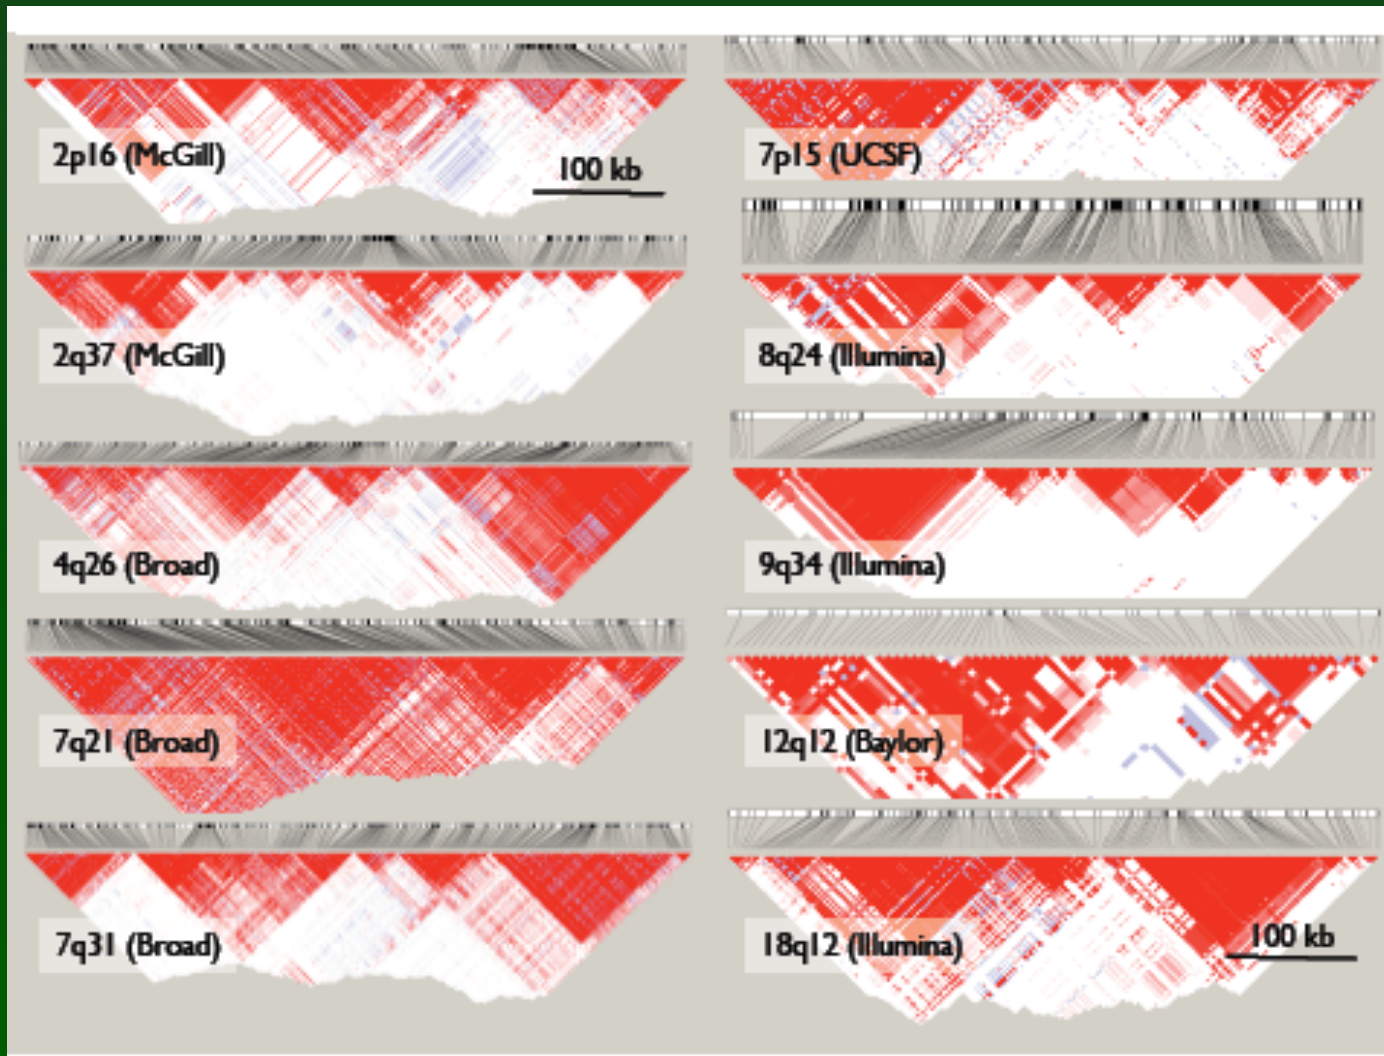 2p16 (McGill)
100 kb
2q37 (McGill)
4q26 (Broad)
7q21 (Broad)
7q31 (Broad)
7p15 (UCSF)
8q24 (Illumina)
9q34 (Illumina)
12q12 (Baylor)
18q12 (Illumina)
100 kb